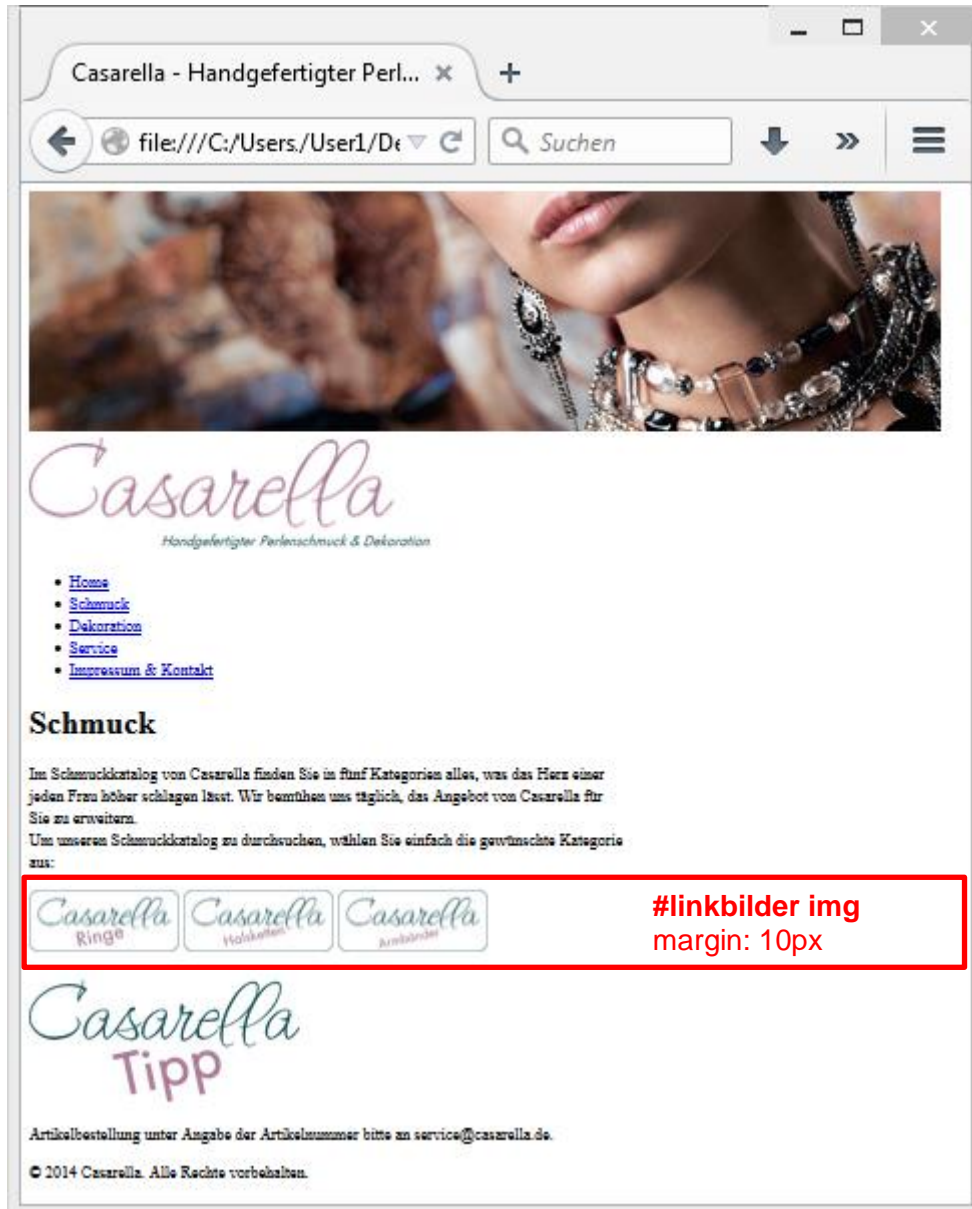 Casarella - Handgefertigter Perl...
file:///C:/Users./User1/De
Suchen
Casarella
Handgefertigter Perlenschmuck & Dekoration
Home
Schmuck
Dekoration
Service
Impressum & Kontakt
Schmuck
Im Schmuckkatalog von Casarella finden Sie in fünf Kategorien alles, was das Herz einer
jeden Frau höher schlagen lässt. Wir bemühen uns täglich, das Angebot von Casarella für
Sie zu erweitern.
Um unseren Schmuckkatalog zu durchsuchen, wählen Sie einfach die gewünschte Kategorie
aus:
Casarella Casarella Casarella
Ringe Halsketten Armbänder
#linkbilder img
margin: 10px
Casarella
Tipp
Artikelbestellung unter Angabe der Artikelnummer bitte an service@casarella.de.
© 2014 Casarella. Alle Rechte vorbehalten.